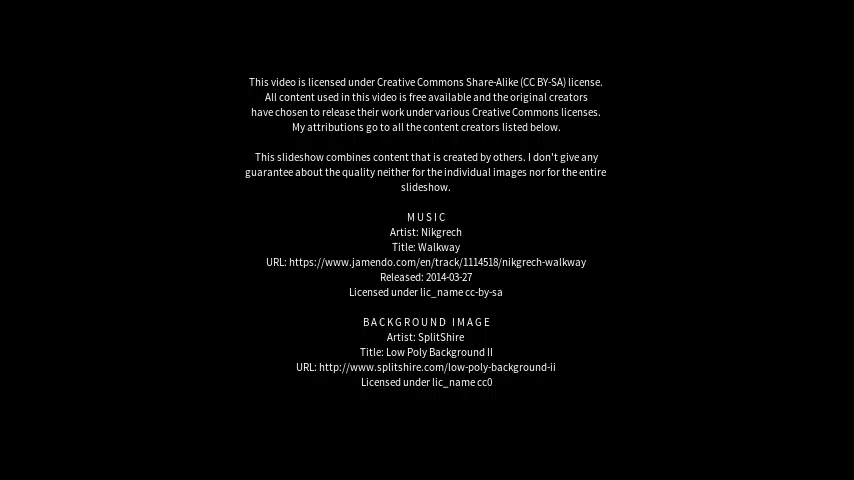 This video is licensed under Creative Commons Share-Alike (CC BY-SA) license.
All content used in this video is free available and the original creators
have chosen to release their work under various Creative Commons licenses.
My attributions go to all the content creators listed below.
This slideshow combines content that is created by others. I don't give any
guarantee about the quality neither for the individual images nor for the entire
slideshow.
MUSIC
Artist: Nikgrech
Title: Walkway
URL: https://www.jamendo.com/en/track/1114518/nikgrech-walkway
Released: 2014-03-27
Licensed under lic_name cc-by-sa
BACKGROUND IMAGE
Artist: SplitShire
Title: Low Poly Background II
URL: http://www.splitshire.com/low-poly-background-ii
Licensed under lic_name cc0